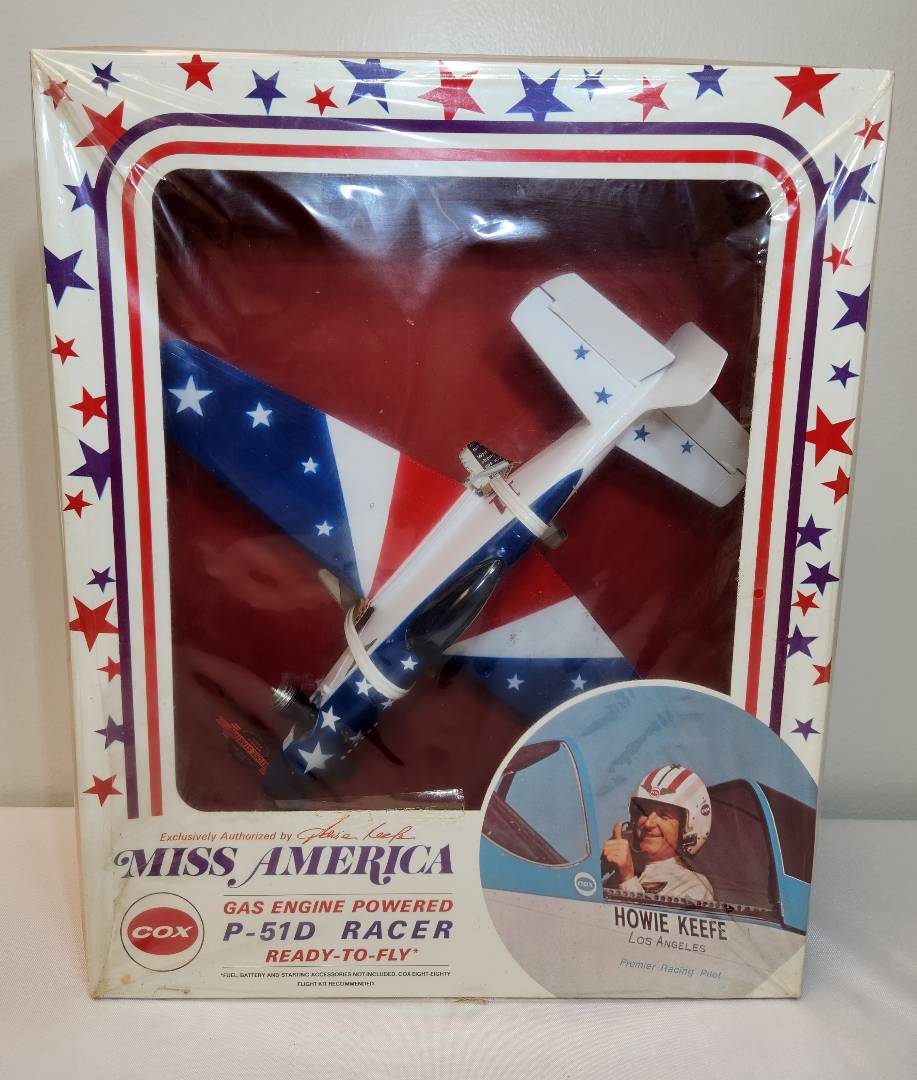 Exclusively Authorized by Howie Keefe
MISS AMERICA
COX
GAS ENGINE POWERED
P-51D RACER
READY-TO-FLY*
*FUEL, BATTERY AND STARTING ACCESSORIES NOT INCLUDED. COX EIGHT-EIGHTY
FLIGHT KIT RECOMMENDED
COX
HOWIE KEEFE
LOS ANGELES
Premier Racing Pilot